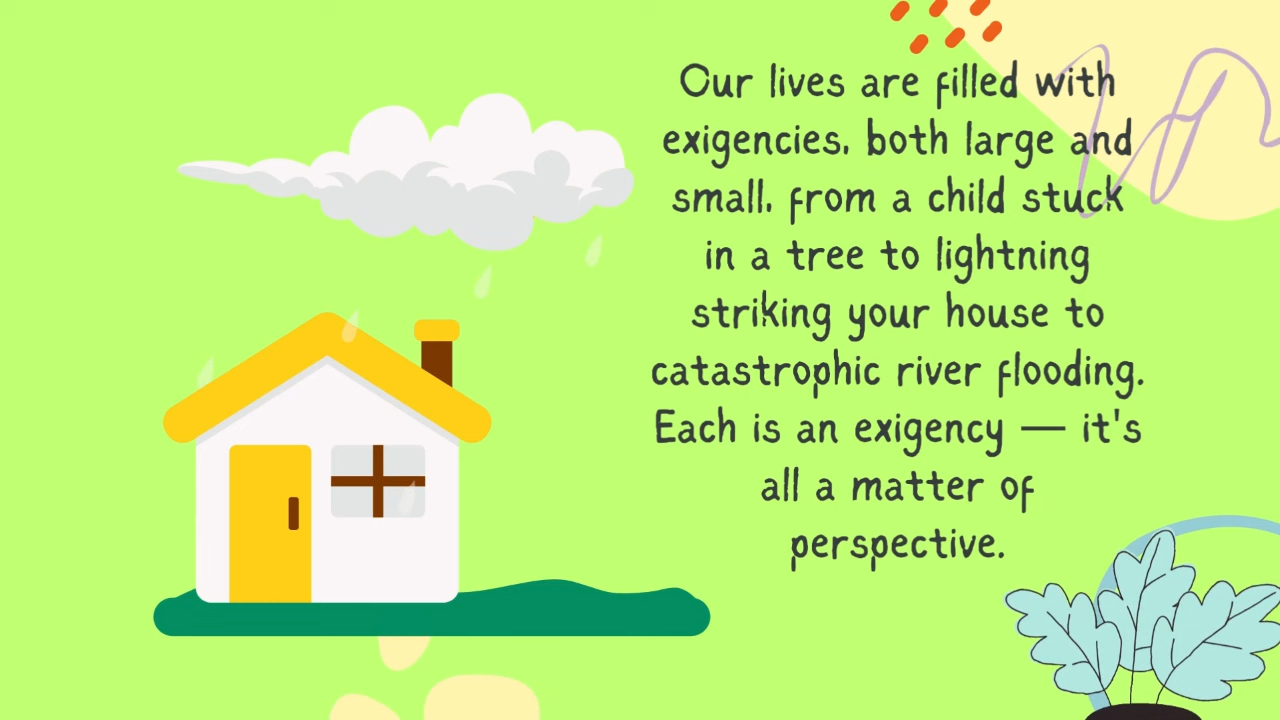 Our lives are filled with
exigencies, both large and
small, from a child stuck
in a tree to lightning
striking your house to
catastrophic river flooding.
Each is an exigency — it's
all a matter of
perspective.